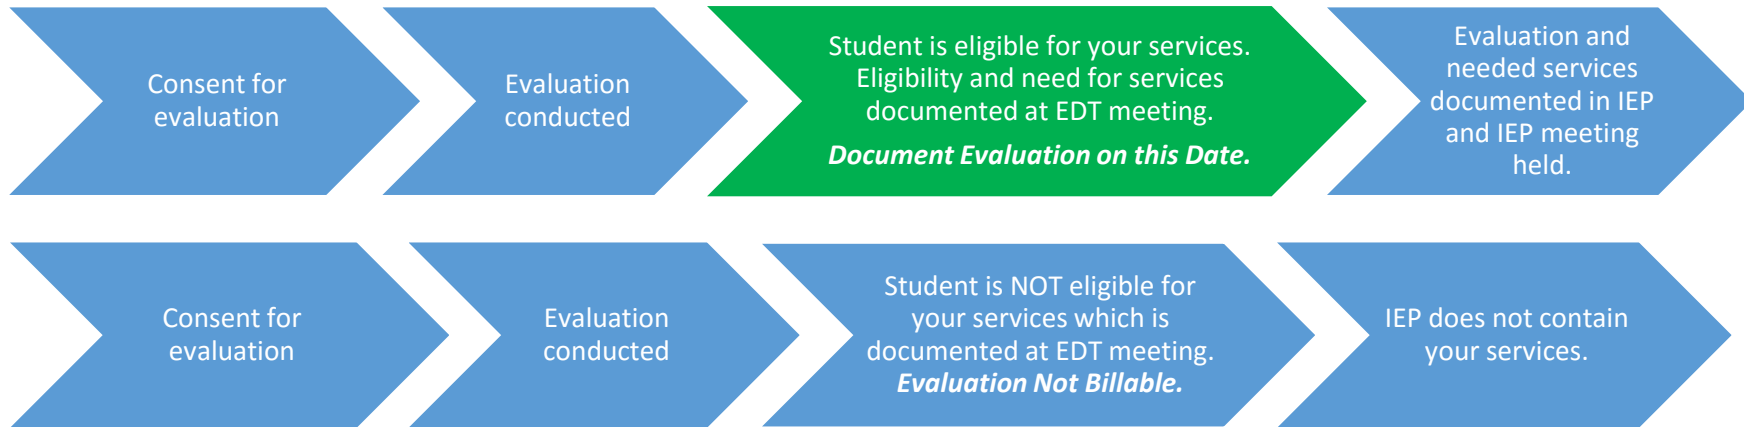 Consent for
evaluation
Evaluation
conducted
Student is eligible for your services.
Eligibility and need for services
documented at EDT meeting.
Document Evaluation on this Date.
Evaluation and
needed services
documented in IEP
and IEP meeting
held.
Consent for
evaluation
Evaluation
conducted
Student is NOT eligible for
your services which is
documented at EDT meeting.
Evaluation Not Billable.
IEP does not contain
your services.